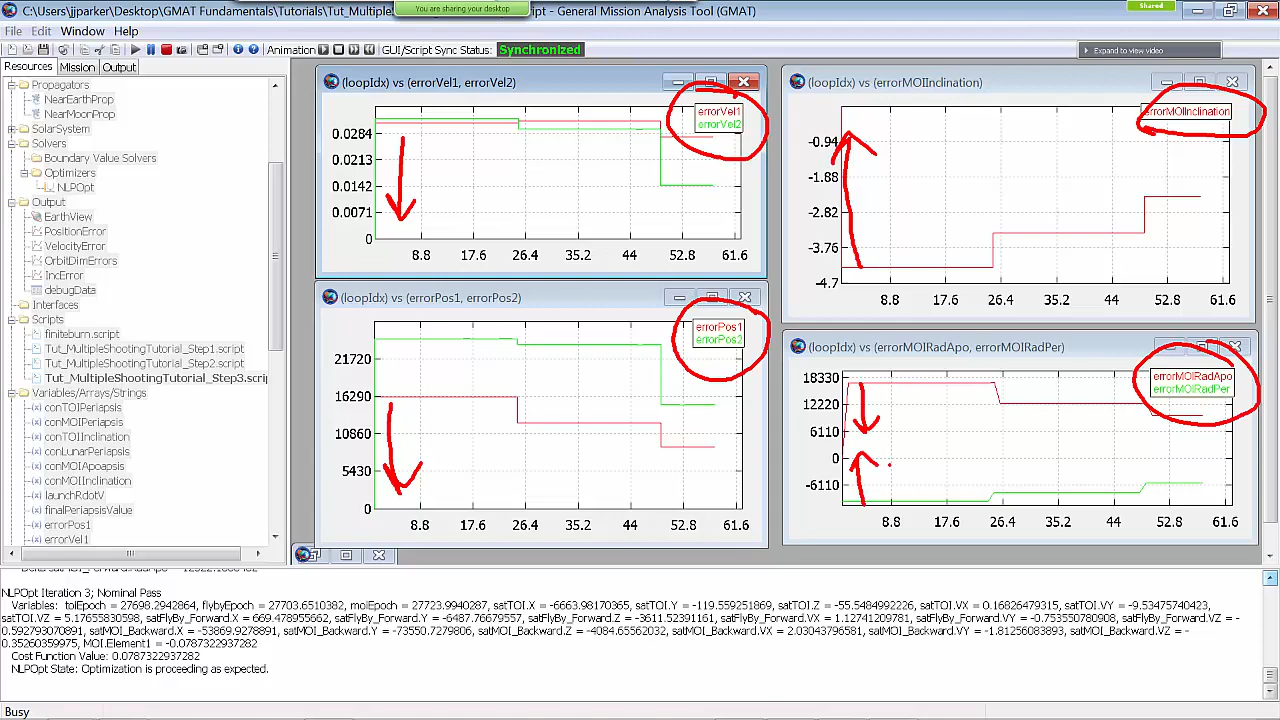 C:\Users\jjparker\Desktop\GMAT Fundamentals\Tutorials\Tut_Multiple
pt - General Mission Analysis Tool (GMAT)
You are sharing your desktop
Shared
File Edit Window Help
Animation GUI/Script Sync Status: Synchronized
Expand to view video
Resources Mission Output
Propagators
NearEarthProp
NearMoonProp
SolarSystem
Solvers
Boundary Value Solvers
Optimizers
NLPOpt
Output
EarthView
PositionError
VelocityError
OrbitDimErrors
IncError
debugData
Interfaces
Scripts
finiteburn.script
Tut_MultipleShootingTutorial_Step1.script
Tut_MultipleShootingTutorial_Step2.script
Tut_MultipleShootingTutorial_Step3.scrip
Variables/Arrays/Strings
conTOIPeriapsis
conMOIPeriapsis
conTOIInclination
conLunarPeriapsis
conMOIApoapsis
conMOIInclination
launchRdotV
finalPeriapsisValue
errorPos1
errorVel1
(loopIdx) vs (errorVel1, errorVel2)
errorVel1
errorVel2
0.0284
0.0213
0.0142
0.0071
0
8.8 17.6 26.4 35.2 44 52.8 61.6
(loopIdx) vs (errorMOIInclination)
errorMOIInclination
-0.94
-1.88
-2.82
-3.76
-4.7
8.8 17.6 26.4 35.2 44 52.8 61.6
(loopIdx) vs (errorPos1, errorPos2)
errorPos1
errorPos2
21720
16290
10860
5430
0
8.8 17.6 26.4 35.2 44 52.8 61.6
(loopIdx) vs (errorMOIRadApo, errorMOIRadPer)
errorMOIRadApo
errorMOIRadPer
18330
12220
6110
0
-6110
8.8 17.6 26.4 31.2 44 52.8 61.6
NLPOpt Iteration 3; Nominal Pass
Variables: toiEpoch = 27698.2942864, flybyEpoch = 27703.6510382, moiEpoch = 27723.9940287, satTOI.X = -6663.98170365, satTOI.Y = -119.559251869, satTOI.Z = -55.5484992226, satTOI.VX = 0.16826479315, satTOI.VY = -9.53475740423,
satTOI.VZ = 5.17655830598, satFlyBy_Forward.X = 669.478955662, satFlyBy_Forward.Y = -6487.76679557, satFlyBy_Forward.Z = -3611.52391161, satFlyBy_Forward.VX = 1.12741209781, satFlyBy_Forward.VY = -0.753550780908, satFlyBy_Forward.VZ = -
0.592793070891, satMOI_Backward.X = -53869.9278891, satMOI_Backward.Y = -73550.7279806, satMOI_Backward.Z = -4084.65562032, satMOI_Backward.VX = 2.03043796581, satMOI_Backward.VY = -1.81256083893, satMOI_Backward.VZ = -
0.35260359975, MOI.Element1 = -0.0787322937282
Cost Function Value: 0.0787322937282
NLPOpt State: Optimization is proceeding as expected.
Busy